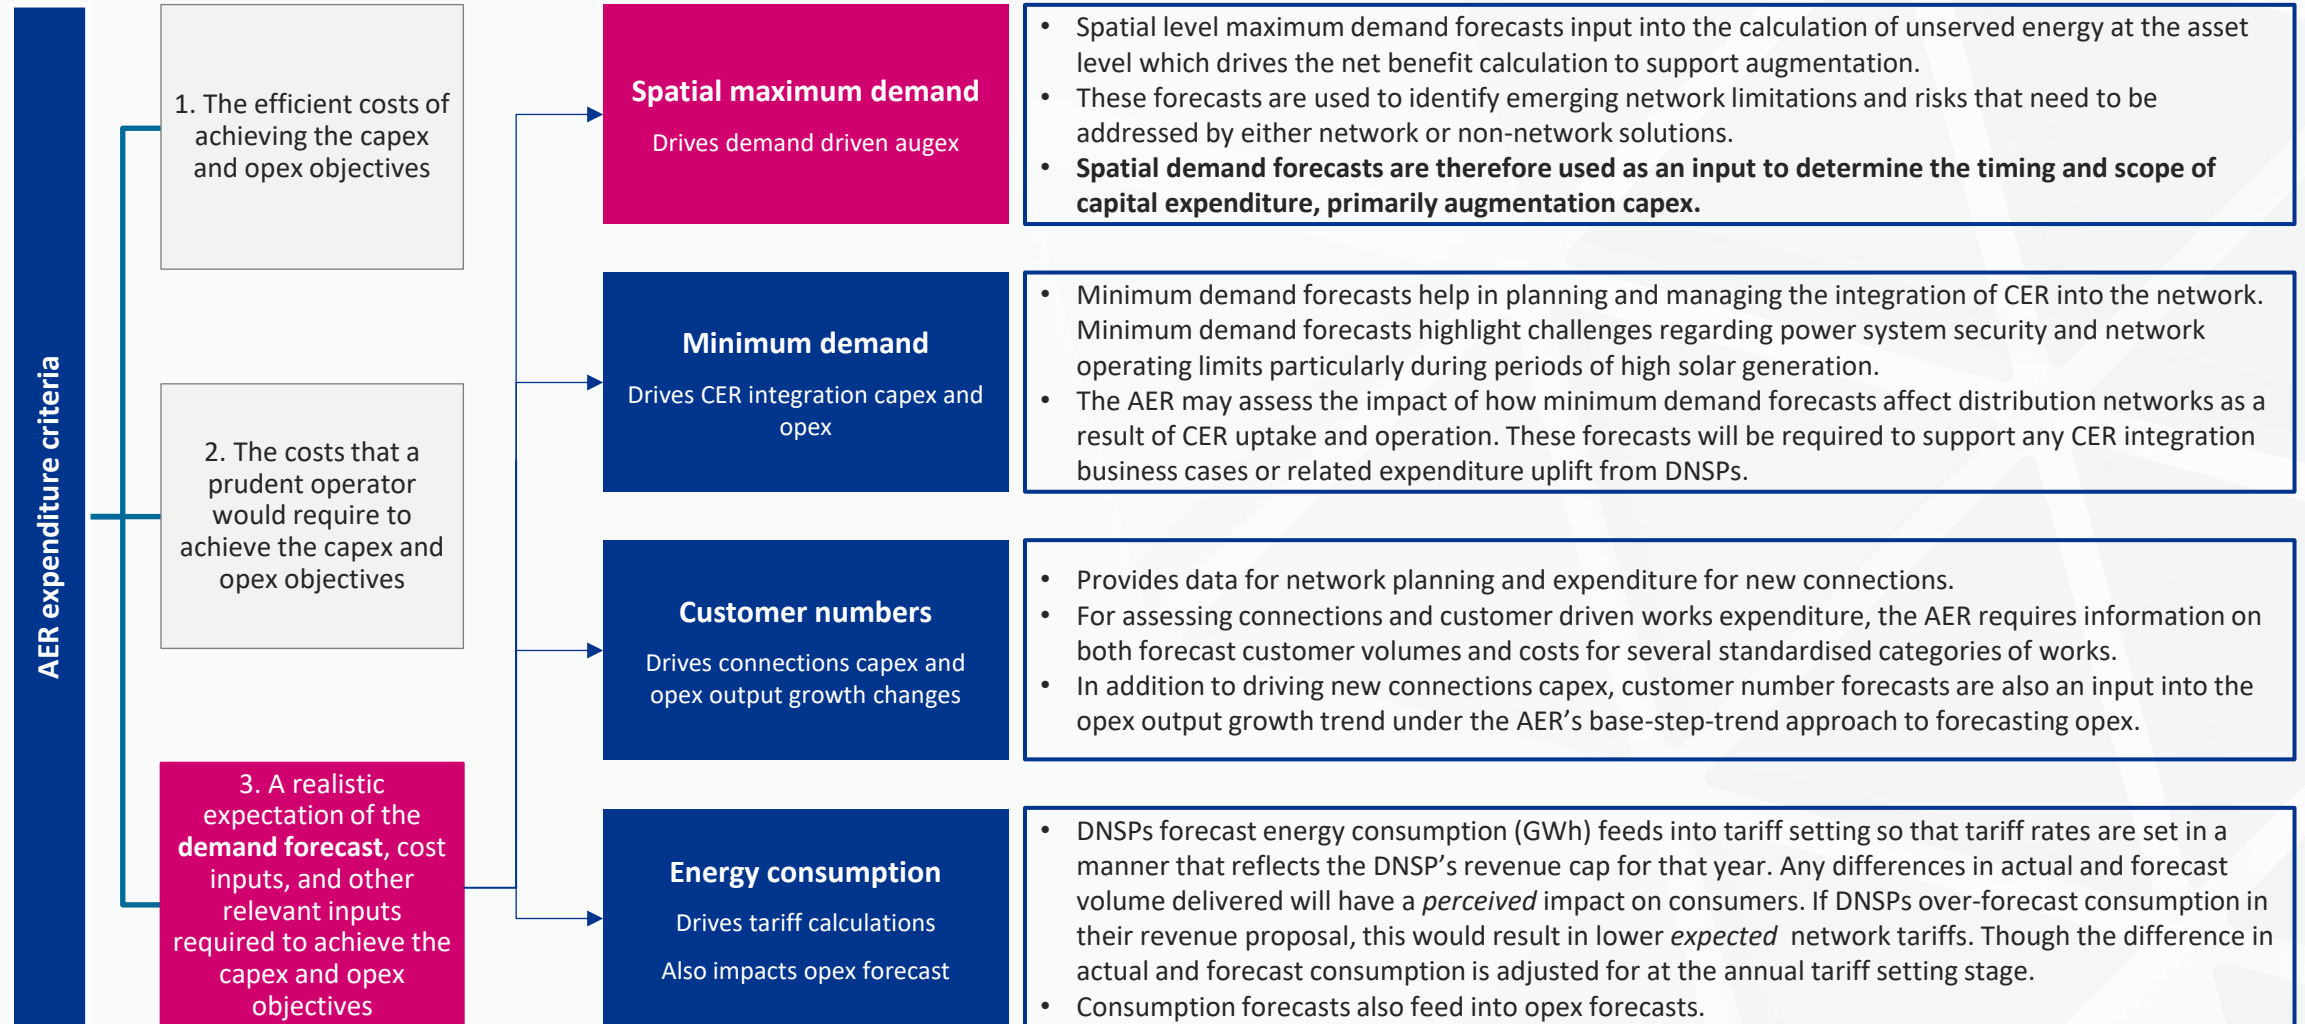 AER expenditure criteria
1. The efficient costs of
achieving the capex
and opex objectives
2. The costs that a
prudent operator
would require to
achieve the capex and
opex objectives
3. A realistic
expectation of the
demand forecast, cost
inputs, and other
relevant inputs
required to achieve the
capex and opex
objectives
Spatial maximum demand
Drives demand driven augex
• Spatial level maximum demand forecasts input into the calculation of unserved energy at the asset
level which drives the net benefit calculation to support augmentation.
• These forecasts are used to identify emerging network limitations and risks that need to be
addressed by either network or non-network solutions.
• Spatial demand forecasts are therefore used as an input to determine the timing and scope of
capital expenditure, primarily augmentation capex.
Minimum demand
Drives CER integration capex and
opex
• Minimum demand forecasts help in planning and managing the integration of CER into the network.
Minimum demand forecasts highlight challenges regarding power system security and network
operating limits particularly during periods of high solar generation.
• The AER may assess the impact of how minimum demand forecasts affect distribution networks as a
result of CER uptake and operation. These forecasts will be required to support any CER integration
business cases or related expenditure uplift from DNSPs.
Customer numbers
Drives connections capex and
opex output growth changes
• Provides data for network planning and expenditure for new connections.
• For assessing connections and customer driven works expenditure, the AER requires information on
both forecast customer volumes and costs for several standardised categories of works.
• In addition to driving new connections capex, customer number forecasts are also an input into the
opex output growth trend under the AER’s base-step-trend approach to forecasting opex.
Energy consumption
Drives tariff calculations
Also impacts opex forecast
• DNSPs forecast energy consumption (GWh) feeds into tariff setting so that tariff rates are set in a
manner that reflects the DNSP’s revenue cap for that year. Any differences in actual and forecast
volume delivered will have a perceived impact on consumers. If DNSPs over-forecast consumption in
their revenue proposal, this would result in lower expected network tariffs. Though the difference in
actual and forecast consumption is adjusted for at the annual tariff setting stage.
• Consumption forecasts also feed into opex forecasts.